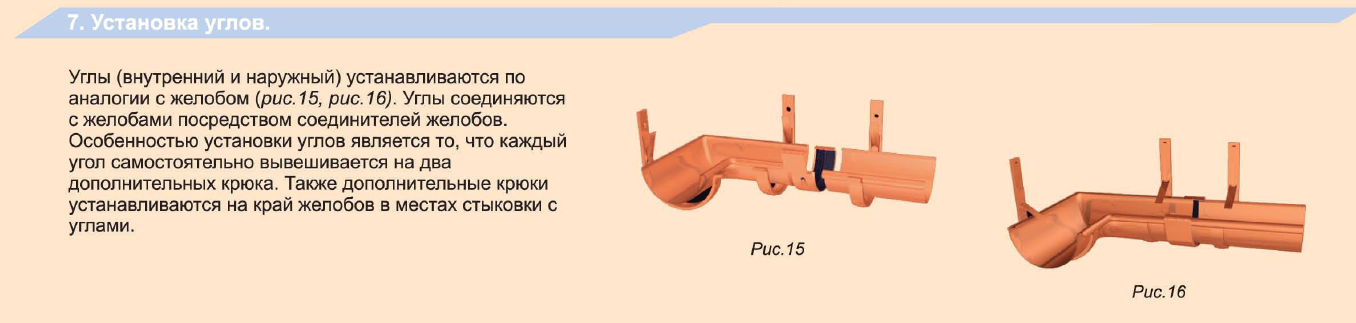 7. Установка углов.
Углы (внутренний и наружный) устанавливаются по
аналогии с желобом (рис.15, рис.16). Углы соединяются
с желобами посредством соединителей желобов.
Особенностью установки углов является то, что каждый
угол самостоятельно вывешивается на два
дополнительных крюка. Также дополнительные крюки
устанавливаются на край желобов в местах стыковки с
углами.
Рис.15
Рис.16